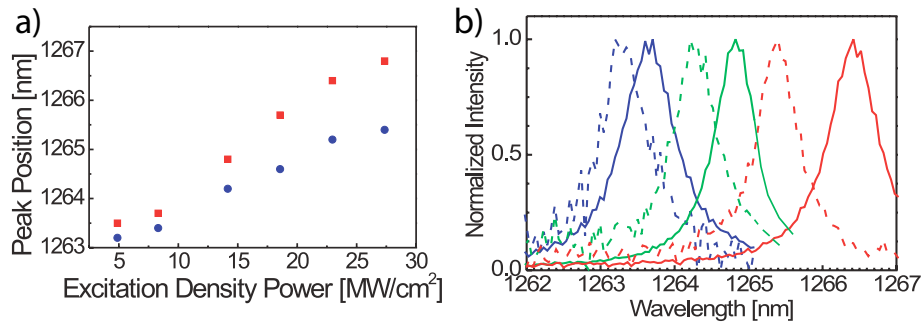 a)
Peak Position [nm]
1267
1266
1265
1264
1263
5 10 15 20 25 30
Excitation Density Power [MW/cm²]
b)
Normalized Intensity
1.0
0.5
0.0
1262 1263 1264 1265 1266 1267
Wavelength [nm]